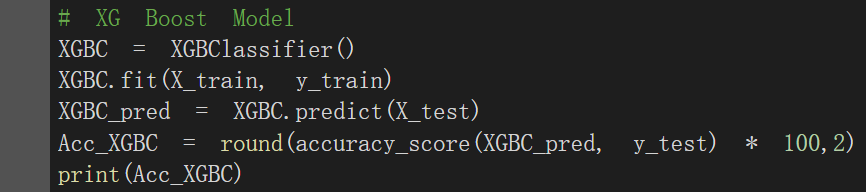 # XG Boost Model
XGBC = XGBClassifier()
XGBC.fit(X_train, y_train)
XGBC_pred = XGBC.predict(X_test)
Acc_XGBC = round(accuracy_score(XGBC_pred, y_test) * 100,2)
print(Acc_XGBC)